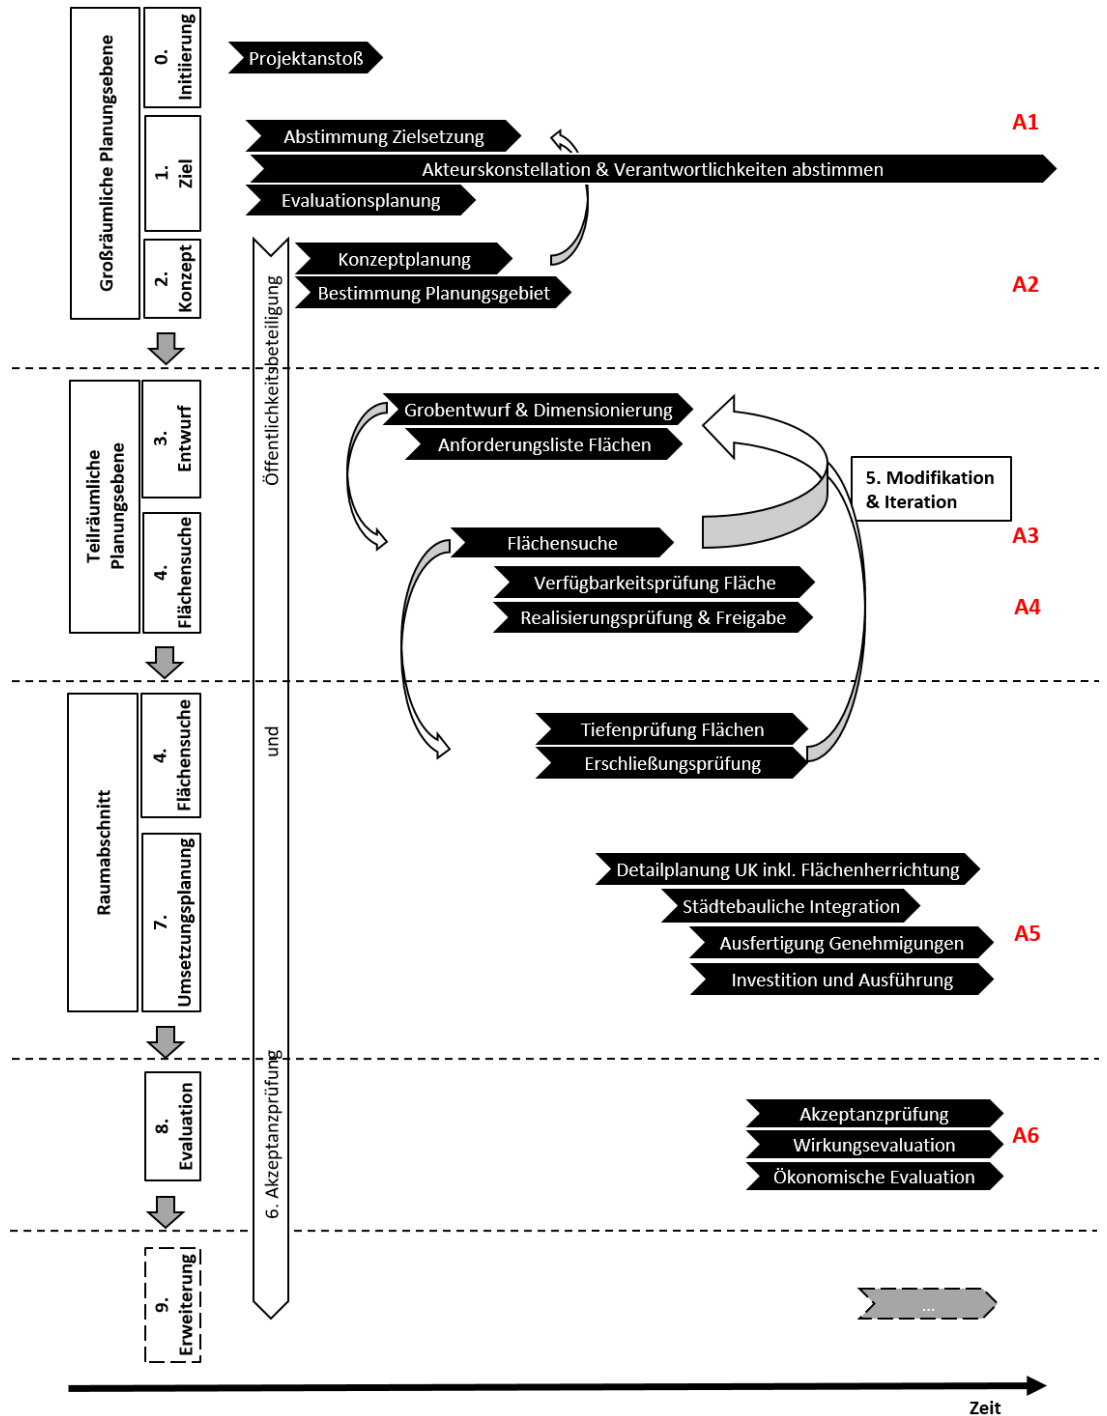 Großräumliche Planungsebene
0.
Initiierung
Projektanstoß
1.
Ziel
Abstimmung Zielsetzung
A1
Akteurskonstellation & Verantwortlichkeiten abstimmen
Evaluationsplanung
2.
Konzept
Konzeptplanung
Bestimmung Planungsgebiet
A2
Öffentlichkeitsbeteiligung
und
6. Akzeptanzprüfung
Teilräumliche
Planungsebene
3.
Entwurf
Grobentwurf & Dimensionierung
Anforderungsliste Flächen
5. Modifikation
& Iteration
4.
Flächensuche
Flächensuche
A3
Verfügbarkeitsprüfung Fläche
Realisierungsprüfung & Freigabe
A4
Raumabschnitt
4.
Flächensuche
Tiefenprüfung Flächen
Erschließungsprüfung
7.
Umsetzungsplanung
Detailplanung UK inkl. Flächenherrichtung
Städtebauliche Integration
Ausfertigung Genehmigungen
A5
Investition und Ausführung
8.
Evaluation
Akzeptanzprüfung
Wirkungsevaluation
A6
Ökonomische Evaluation
9.
Erweiterung
...
Zeit